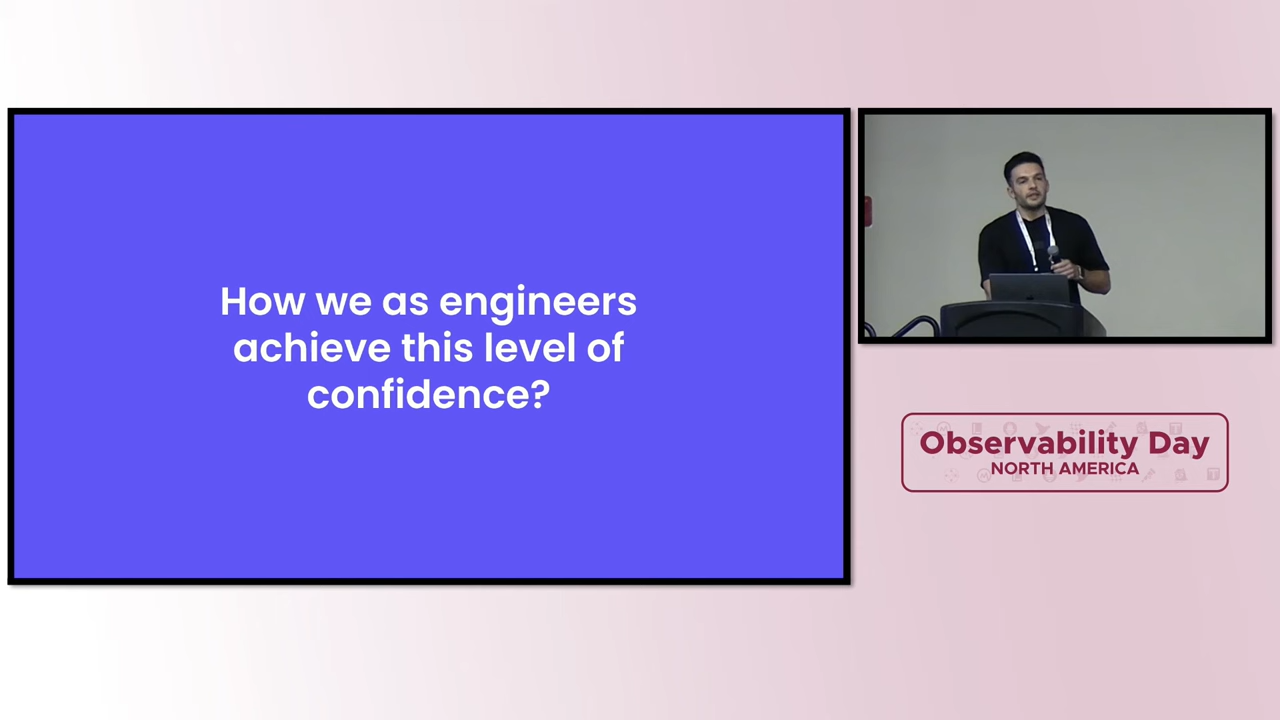 How we as engineers
achieve this level of
confidence?
Observability Day
NORTH AMERICA